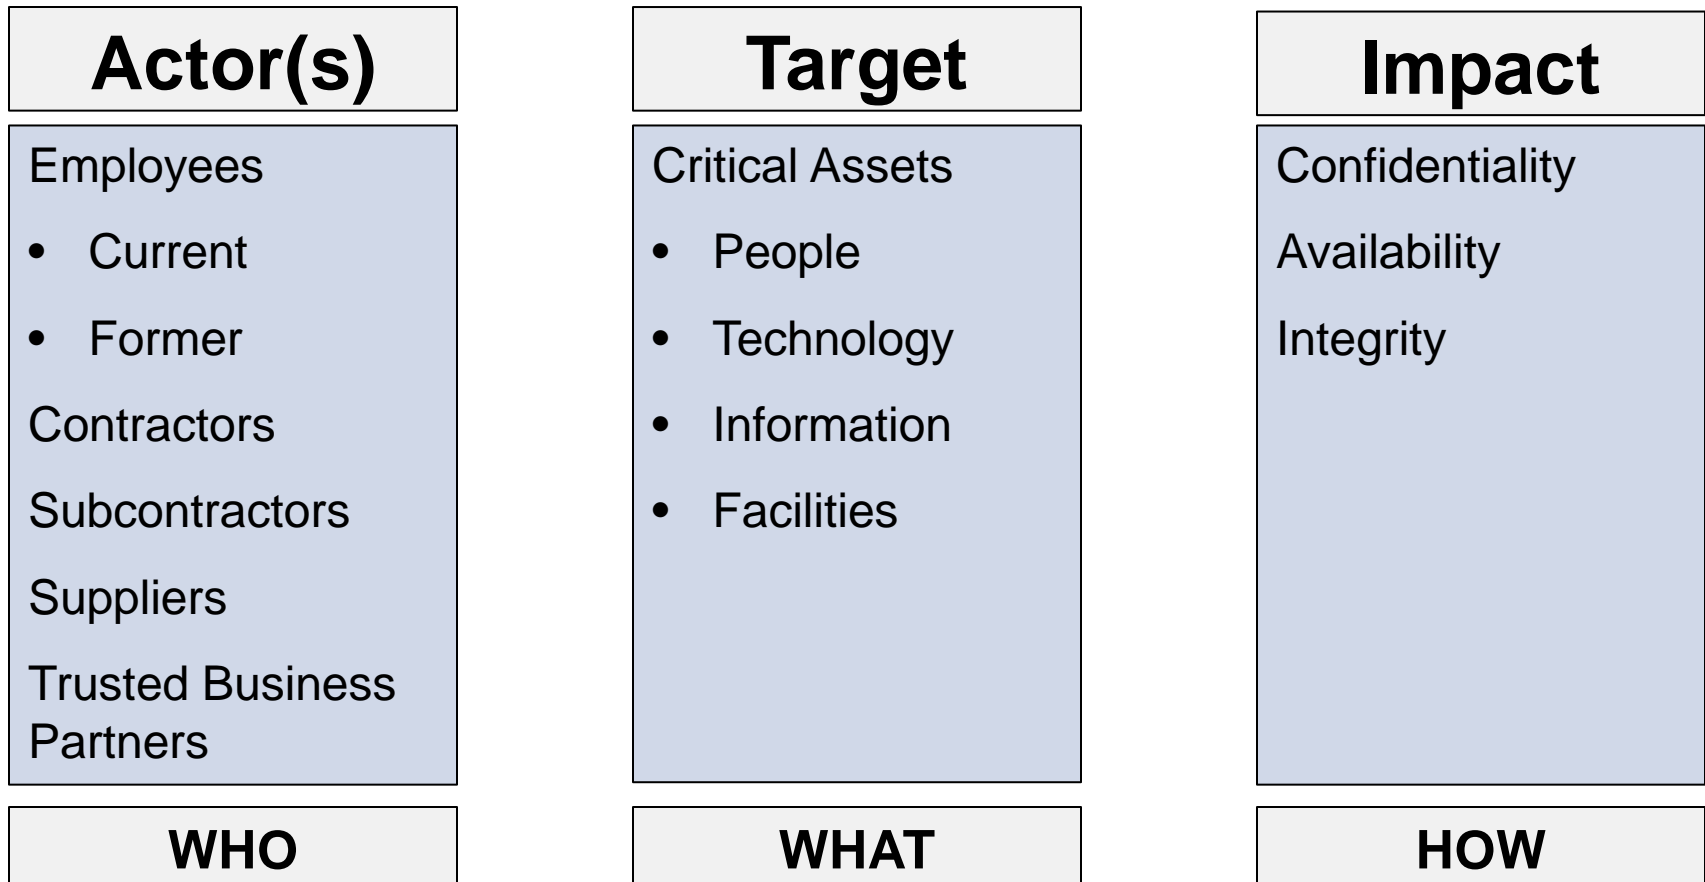 Actor(s)
Employees
• Current
• Former
Contractors
Subcontractors
Suppliers
Trusted Business
Partners
WHO
Target
Critical Assets
• People
• Technology
• Information
• Facilities
WHAT
Impact
Confidentiality
Availability
Integrity
HOW